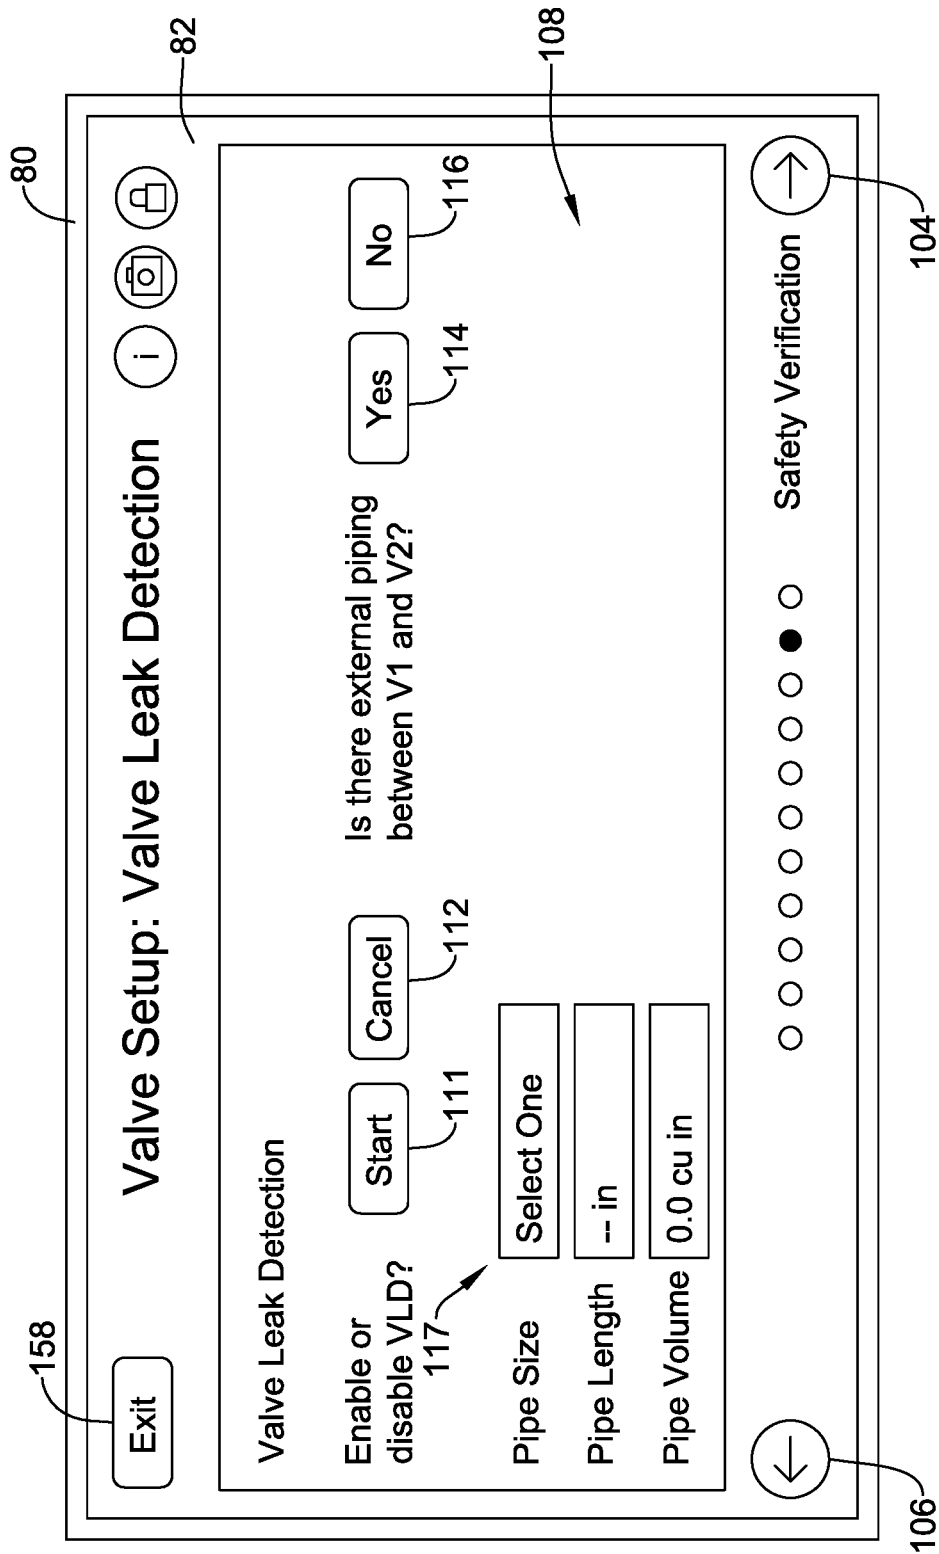 80
82
158
Exit
Valve Setup: Valve Leak Detection
i
Valve Leak Detection
Enable or
disable VLD?
Start
Cancel
111
112
Is there external piping
between V1 and V2?
Yes
No
114
116
117
Pipe Size
Select One
Pipe Length
-- in
Pipe Volume
0.0 cu in
108
Safety Verification
106
104